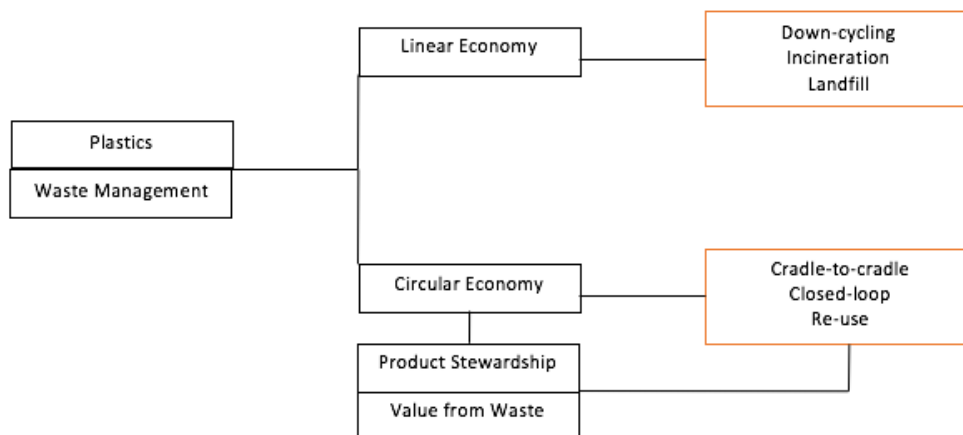 Linear Economy
Down-cycling
Incineration
Landfill
Plastics
Waste Management
Circular Economy
Cradle-to-cradle
Closed-loop
Re-use
Product Stewardship
Value from Waste